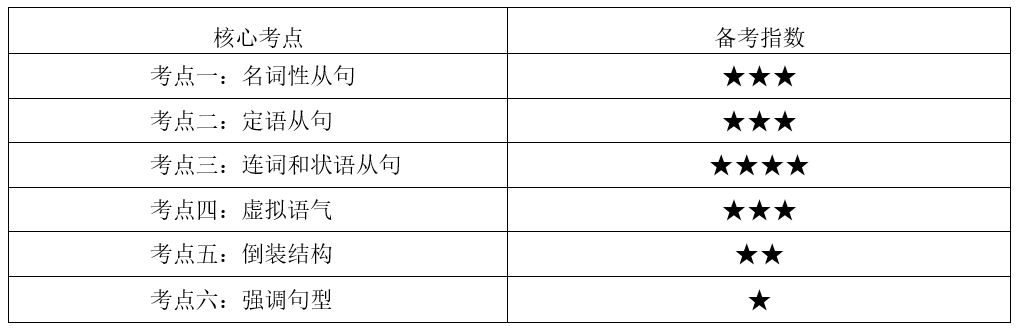 核心考点 备考指数
考点一：名词性从句 ★★★
考点二：定语从句 ★★★
考点三：连词和状语从句 ★★★★
考点四：虚拟语气 ★★★
考点五：倒装结构 ★★
考点六：强调句型 ★